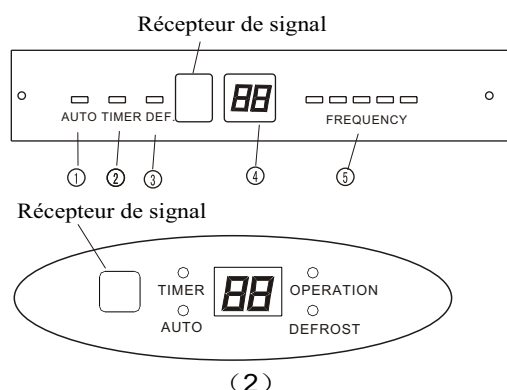 Récepteur de signal
88
AUTO TIMER DEF.
FREQUENCY
① ② ③ ④ ⑤
Récepteur de signal
TIMER 88 OPERATION
AUTO DEFROST
(2)